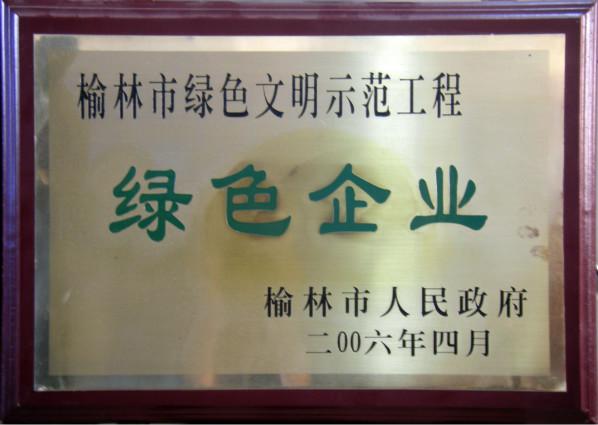 榆林市绿色文明示范工程
绿色企业
榆林市人民政府
二00六年四月